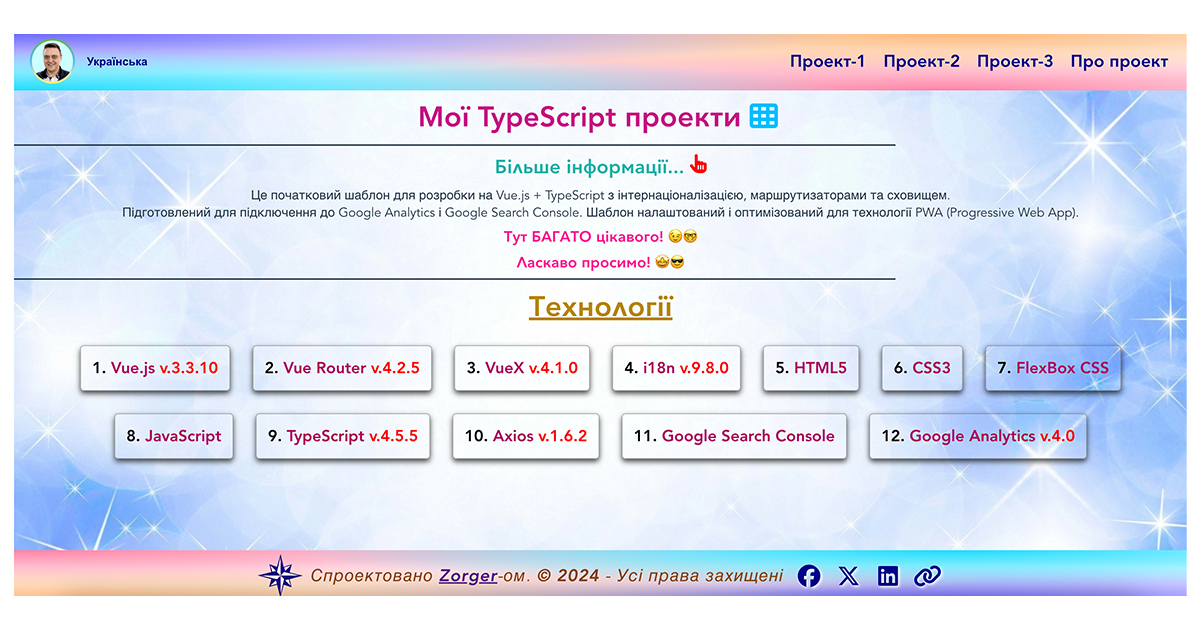 Українська
Проект-1 Проект-2 Проект-3 Про проект
Мої TypeScript проекти
Більше інформації...
Це початковий шаблон для розробки на Vue.js + TypeScript з інтернаціоналізацією, маршрутизаторами та сховищем.
Підготовлений для підключення до Google Analytics і Google Search Console. Шаблон налаштований і оптимізований для технології PWA (Progressive Web App).
Тут БАГАТО цікавого! 😉🤓
Ласкаво просимо! 🤩😎
Технології
1. Vue.js v.3.3.10 2. Vue Router v.4.2.5 3. VueX v.4.1.0 4. i18n v.9.8.0 5. HTML5 6. CSS3 7. FlexBox CSS
8. JavaScript 9. TypeScript v.4.5.5 10. Axios v.1.6.2 11. Google Search Console 12. Google Analytics v.4.0
Спроектовано Zorger-ом. © 2024 - Усі права захищені